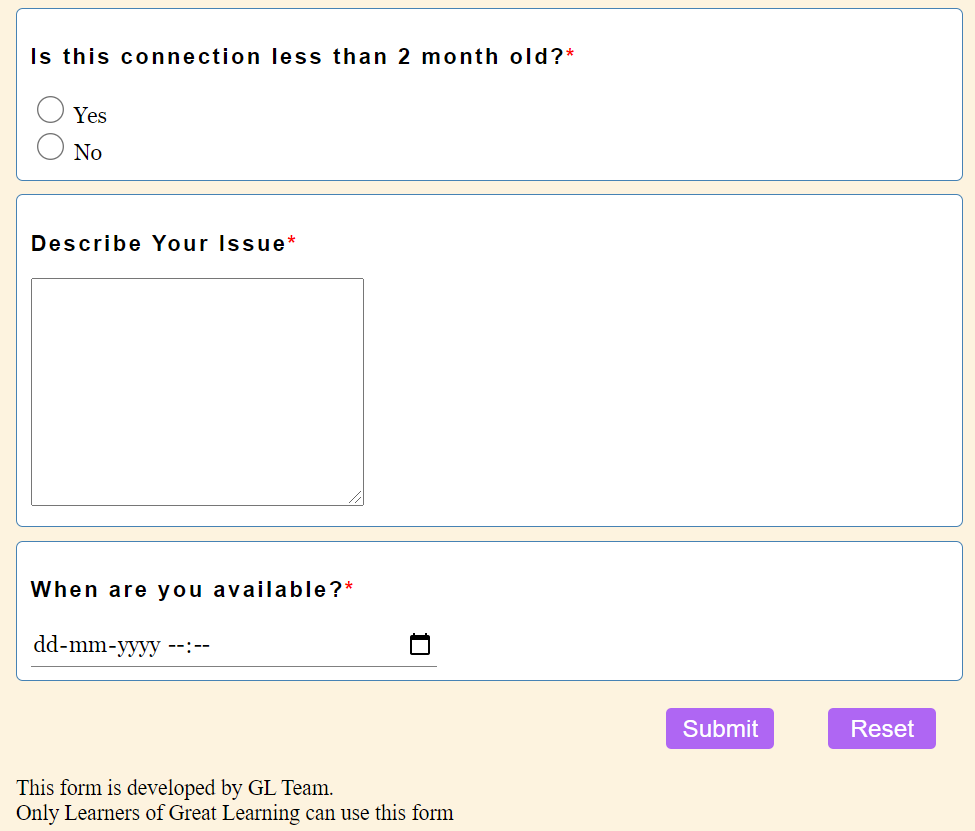 Is this connection less than 2 month old?*
Yes
No
Describe Your Issue*
When are you available?*
dd-mm-yyyy --:--
Submit Reset
This form is developed by GL Team.
Only Learners of Great Learning can use this form